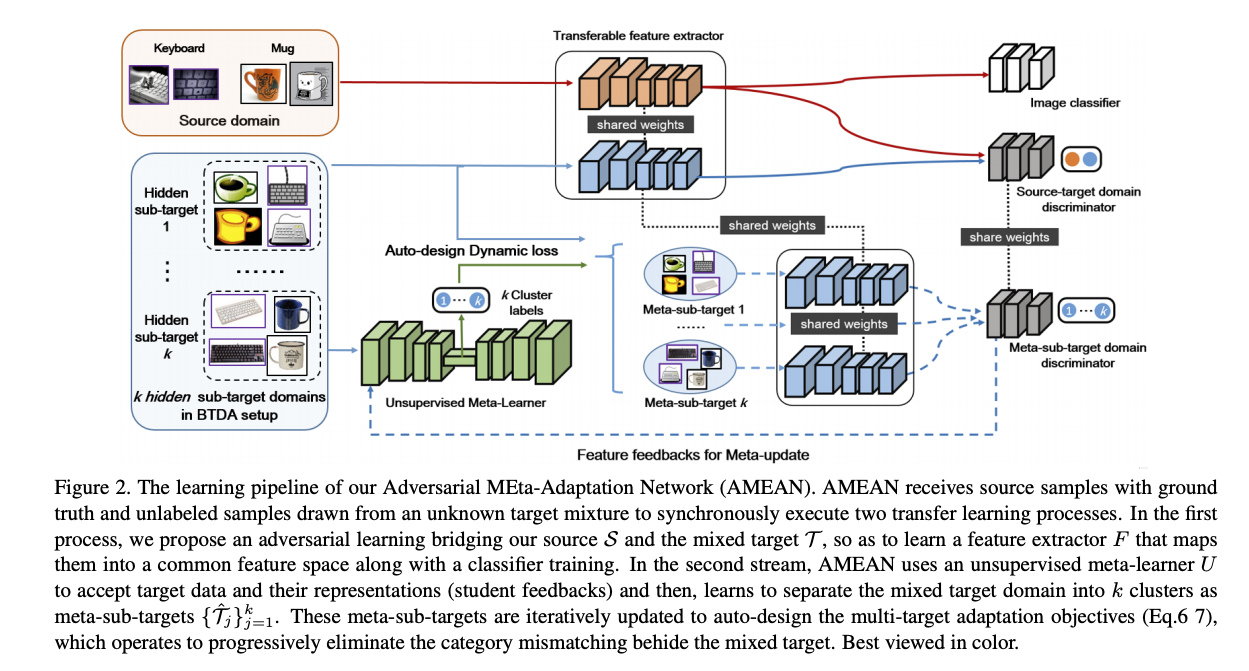 Transferable feature extractor
Keyboard
Mug
Source domain
shared weights
Image classifier
Hidden
sub-target
1
Source-target domain
discriminator
shared weights
share weights
Auto-design Dynamic loss
1 ··· k
k Cluster
labels
Meta-sub-target 1
shared weights
1 ··· k
Hidden
sub-target
k
Meta-sub-target domain
discriminator
k hidden sub-target domains
in BTDA setup
Unsupervised Meta-Learner
Meta-sub-target k
Feature feedbacks for Meta-update
Figure 2. The learning pipeline of our Adversarial MEta-Adaptation Network (AMEAN). AMEAN receives source samples with ground
truth and unlabeled samples drawn from an unknown target mixture to synchronously execute two transfer learning processes. In the first
process, we propose an adversarial learning bridging our source S and the mixed target T, so as to learn a feature extractor F that maps
them into a common feature space along with a classifier training. In the second stream, AMEAN uses an unsupervised meta-learner U
to accept target data and their representations (student feedbacks) and then, learns to separate the mixed target domain into k clusters as
meta-sub-targets {T̂ⱼ}ᵏⱼ₌₁. These meta-sub-targets are iteratively updated to auto-design the multi-target adaptation objectives (Eq.6 7),
which operates to progressively eliminate the category mismatching behide the mixed target. Best viewed in color.